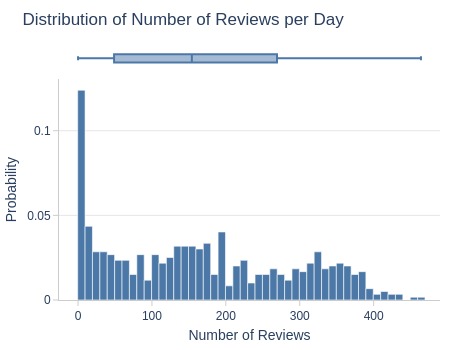 Distribution of Number of Reviews per Day
0.1
0.05
0
Probability
0 100 200 300 400
Number of Reviews